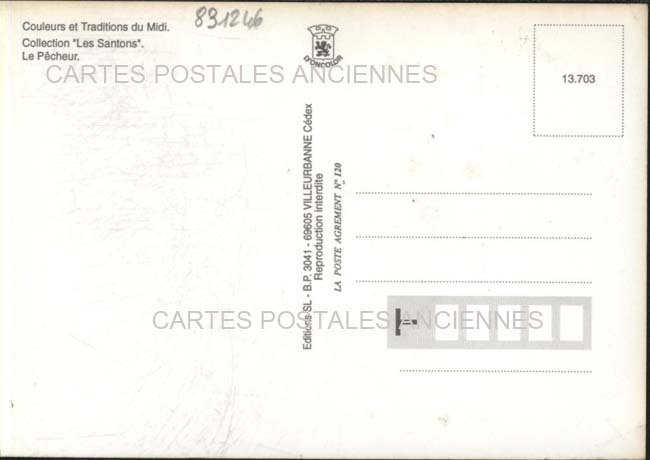 Couleurs et Traditions du Midi.
Collection "Les Santons".
Le Pêcheur.
831246
LYONCOLOR
13.703
CARTES POSTALES ANCIENNES
Editions SL - B.P. 3041 - 69605 VILLEURBANNE Cédex
Reproduction interdite
LA POSTE AGREMENT N° 120
CARTES POSTALES ANCIENNES